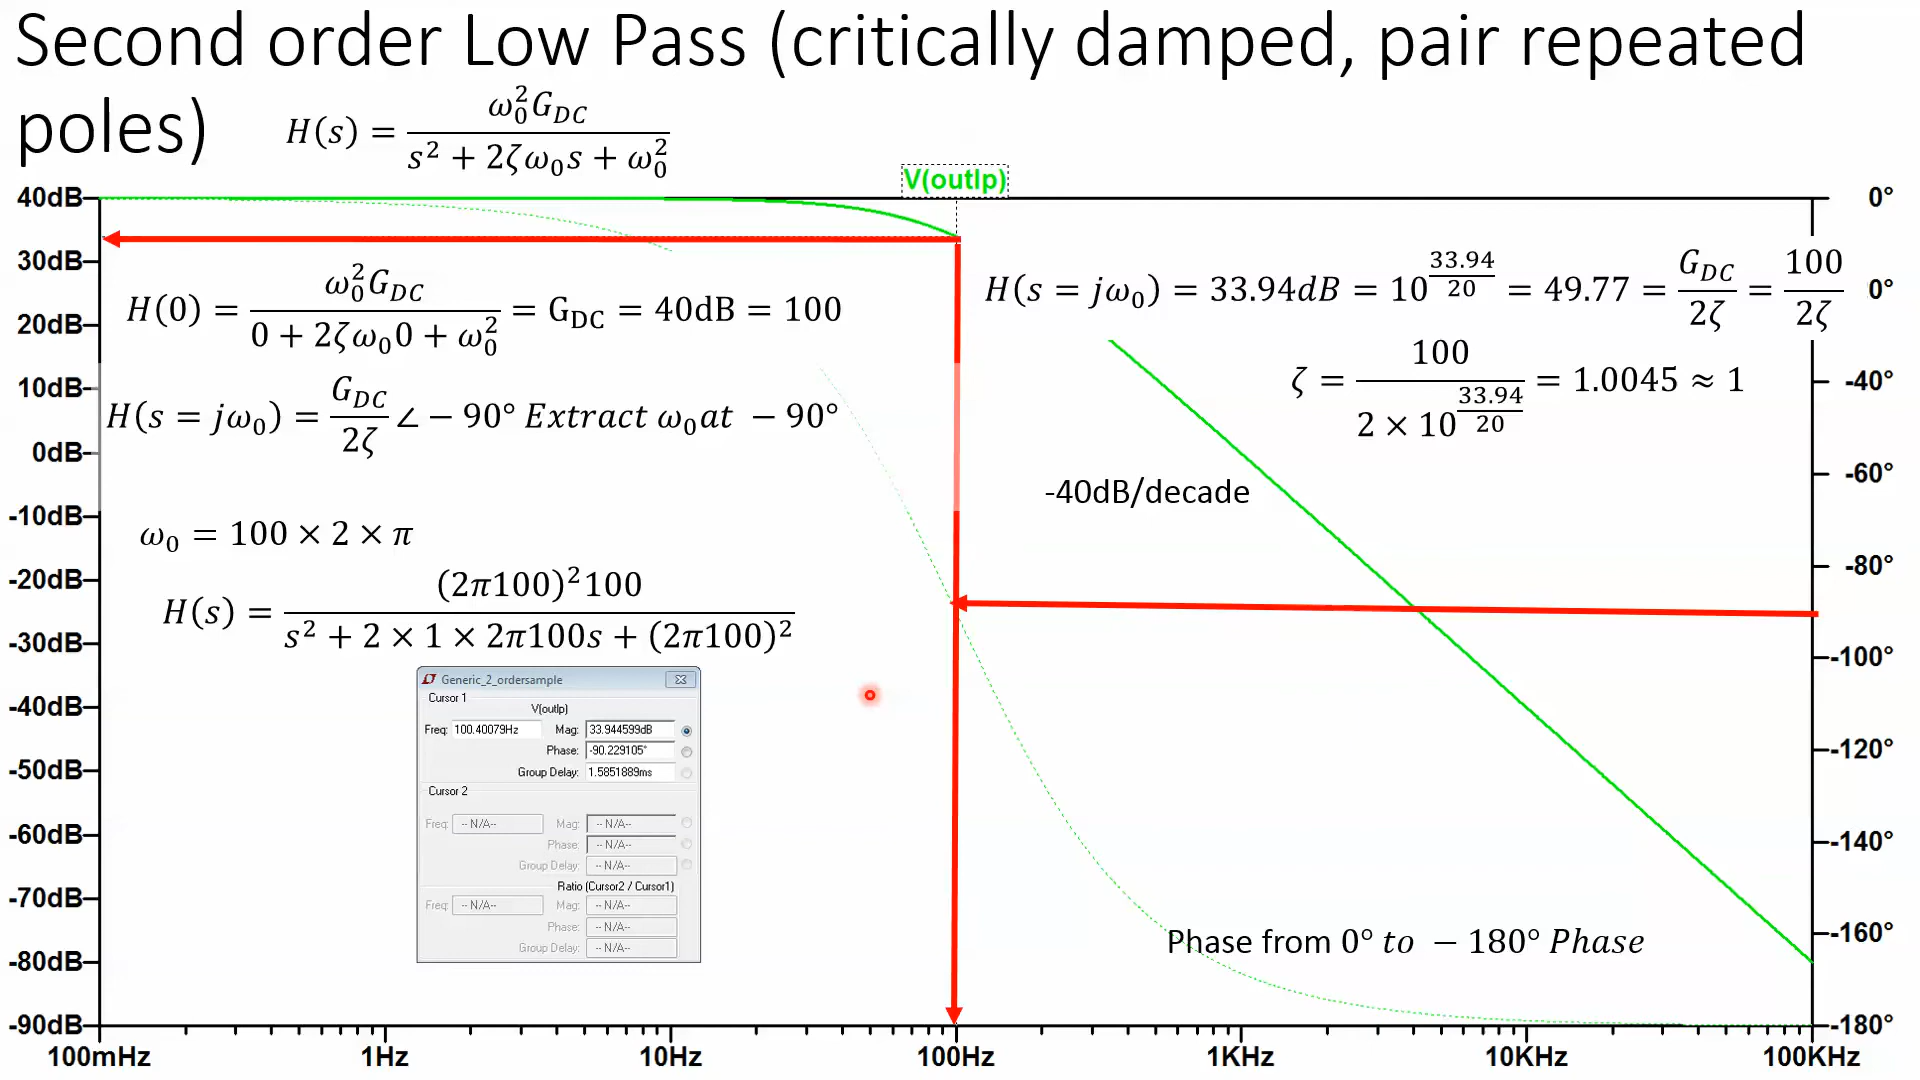 Second order Low Pass (critically damped, pair repeated
poles)
H(s) = ω₀²G_DC / (s² + 2ζω₀s + ω₀²)
V(outlp)
40dB
30dB
20dB
10dB
0dB
-10dB
-20dB
-30dB
-40dB
-50dB
-60dB
-70dB
-80dB
-90dB
0°
0°
-40°
-60°
-80°
-100°
-120°
-140°
-160°
-180°
H(0) = ω₀²G_DC / (0 + 2ζω₀0 + ω₀²) = G_DC = 40dB = 100
H(s = jω₀) = G_DC / 2ζ ∠ − 90° Extract ω₀at − 90°
ω₀ = 100 × 2 × π
H(s) = (2π100)²100 / (s² + 2 × 1 × 2π100s + (2π100)²)
H(s = jω₀) = 33.94dB = 10^(33.94/20) = 49.77 = G_DC / 2ζ = 100 / 2ζ
ζ = 100 / (2 × 10^(33.94/20)) = 1.0045 ≈ 1
-40dB/decade
Phase from 0° to − 180° Phase
Generic_2_ordersample
Cursor 1
V(outlp)
Freq: 100.40079Hz Mag: 33.944599dB
Phase: -90.229105°
Group Delay: 1.5851889ms
Cursor 2
Freq: -- N/A-- Mag: -- N/A--
Phase: -- N/A--
Group Delay: -- N/A--
Ratio (Cursor2 / Cursor1)
Freq: -- N/A-- Mag: -- N/A--
Phase: -- N/A--
Group Delay: -- N/A--
100mHz 1Hz 10Hz 100Hz 1KHz 10KHz 100KHz